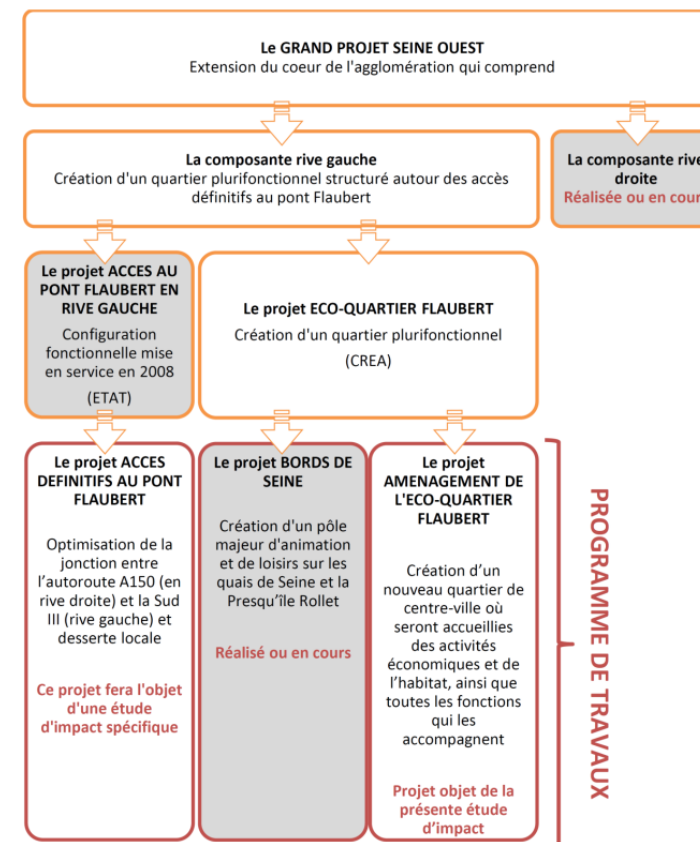 Le GRAND PROJET SEINE OUEST
Extension du coeur de l'agglomération qui comprend
La composante rive gauche
Création d'un quartier plurifonctionnel structuré autour des accès
définitifs au pont Flaubert
La composante rive
droite
Réalisée ou en cours
Le projet ACCES AU
PONT FLAUBERT EN
RIVE GAUCHE
Configuration
fonctionnelle mise
en service en 2008
(ETAT)
Le projet ECO-QUARTIER FLAUBERT
Création d'un quartier plurifonctionnel
(CREA)
Le projet ACCES
DEFINITIFS AU PONT
FLAUBERT
Optimisation de la
jonction entre
l'autoroute A150 (en
rive droite) et la Sud
III (rive gauche) et
desserte locale
Ce projet fera l'objet
d'une étude
d'impact spécifique
Le projet BORDS DE
SEINE
Création d'un pôle
majeur d'animation
et de loisirs sur les
quais de Seine et la
Presqu'île Rollet
Réalisé ou en cours
Le projet
AMENAGEMENT DE
L'ECO-QUARTIER
FLAUBERT
Création d'un
nouveau quartier de
centre-ville où
seront accueillies
des activités
économiques et de
l'habitat, ainsi que
toutes les fonctions
qui les
accompagnent
Projet objet de la
présente étude
d'impact
PROGRAMME DE TRAVAUX